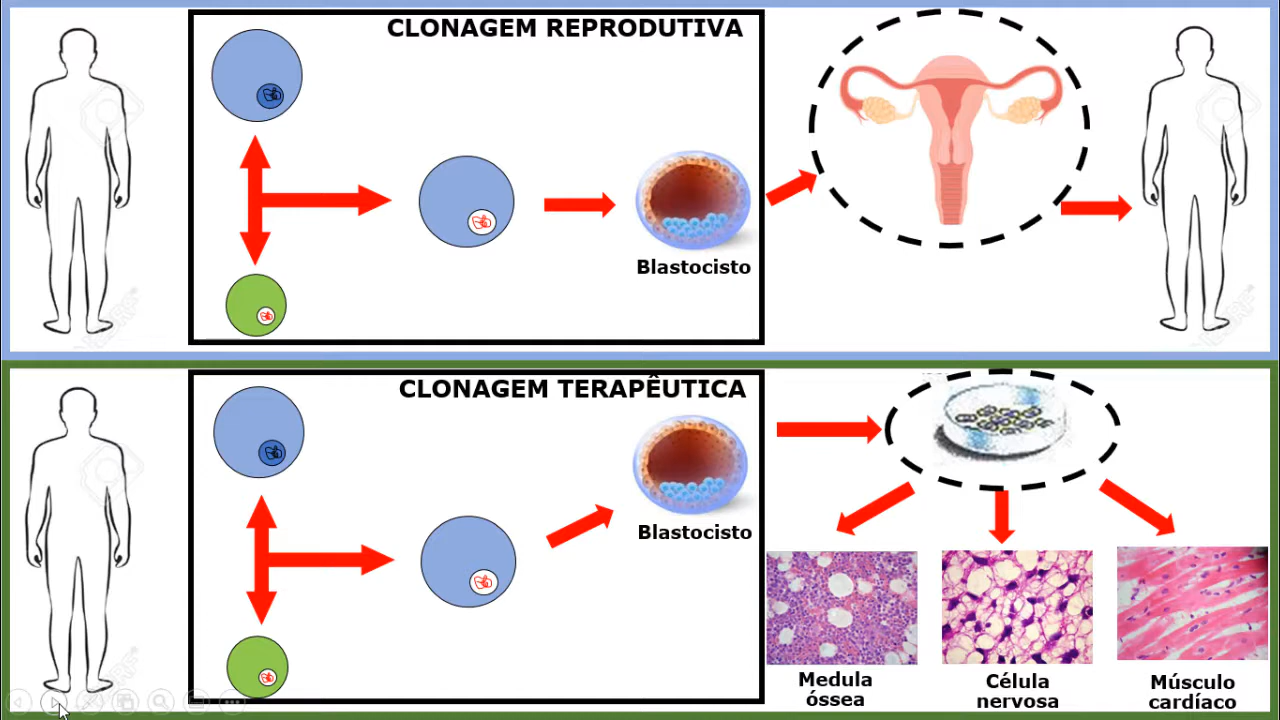 CLONAGEM REPRODUTIVA
Blastocisto
CLONAGEM TERAPÊUTICA
Blastocisto
Medula
óssea
Célula
nervosa
Músculo
cardíaco